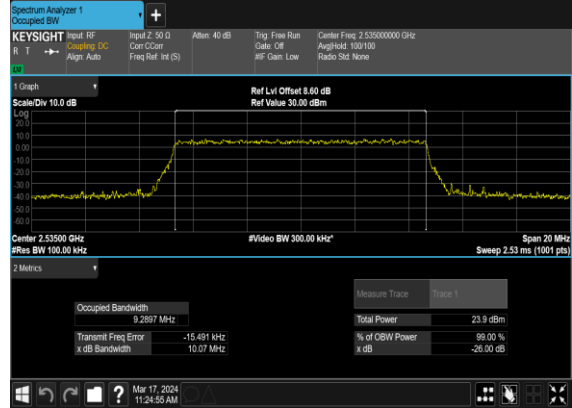 Spectrum Analyzer 1
Occupied BW
KEYSIGHT Input: RF Input Z: 50 Ω Atten: 40 dB Trig: Free Run Center Freq: 2.535000000 GHz
R T Coupling: DC Corr CCorr Gate: Off Avg|Hold: 100/100
Align: Auto Freq Ref: Int (S) #IF Gain: Low Radio Std: None
1 Graph
Ref Lvl Offset 8.60 dB
Scale/Div 10.0 dB Ref Value 30.00 dBm
Log
20.0
10.0
0.00
-10.0
-20.0
-30.0
-40.0
-50.0
-60.0
Center 2.53500 GHz #Video BW 300.00 kHz* Span 20 MHz
#Res BW 100.00 kHz Sweep 2.53 ms (1001 pts)
2 Metrics
Measure Trace Trace 1
Occupied Bandwidth
9.2897 MHz Total Power 23.9 dBm
Transmit Freq Error -15.491 kHz % of OBW Power 99.00 %
x dB Bandwidth 10.07 MHz x dB -26.00 dB
? Mar 17, 2024
11:24:55 AM